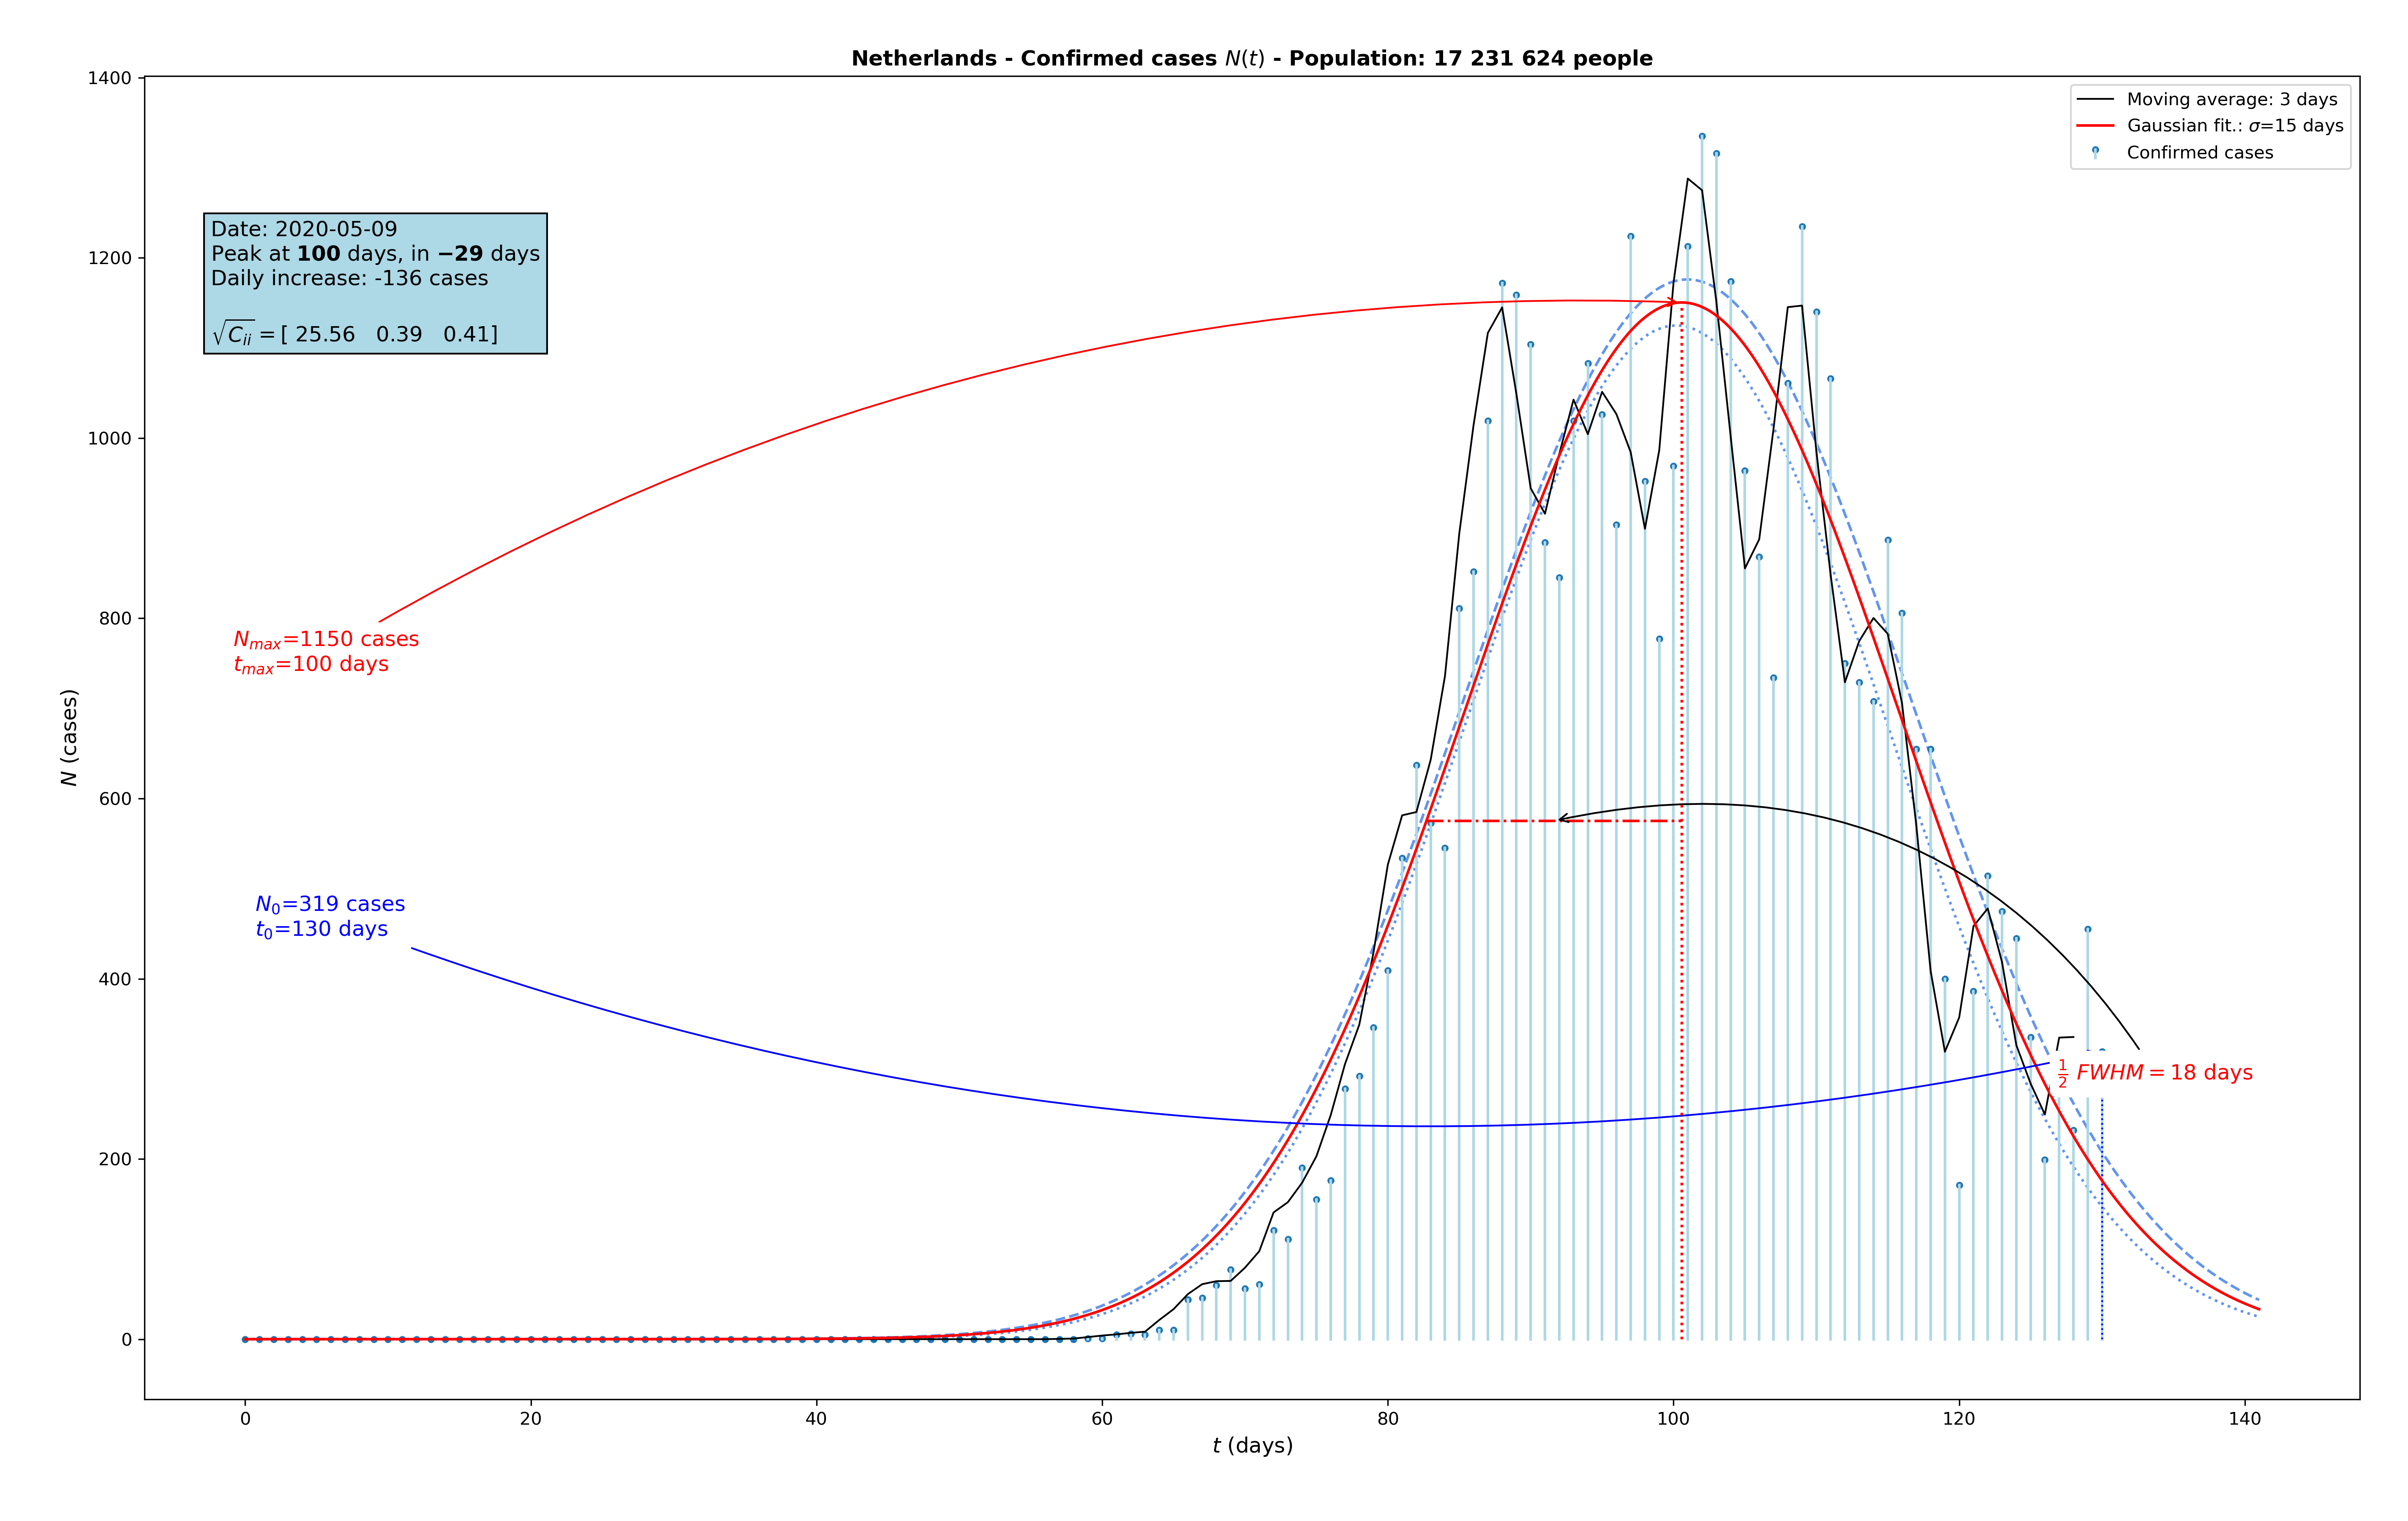 Netherlands - Confirmed cases N(t) - Population: 17 231 624 people
1400
1200
1000
800
600
400
200
0
N (cases)
Moving average: 3 days
Gaussian fit.: σ=15 days
Confirmed cases
Date: 2020-05-09
Peak at 100 days, in −29 days
Daily increase: -136 cases
√C_ii = [ 25.56 0.39 0.41]
N_max=1150 cases
t_max=100 days
N_0=319 cases
t_0=130 days
1/2 FWHM = 18 days
0 20 40 60 80 100 120 140
t (days)